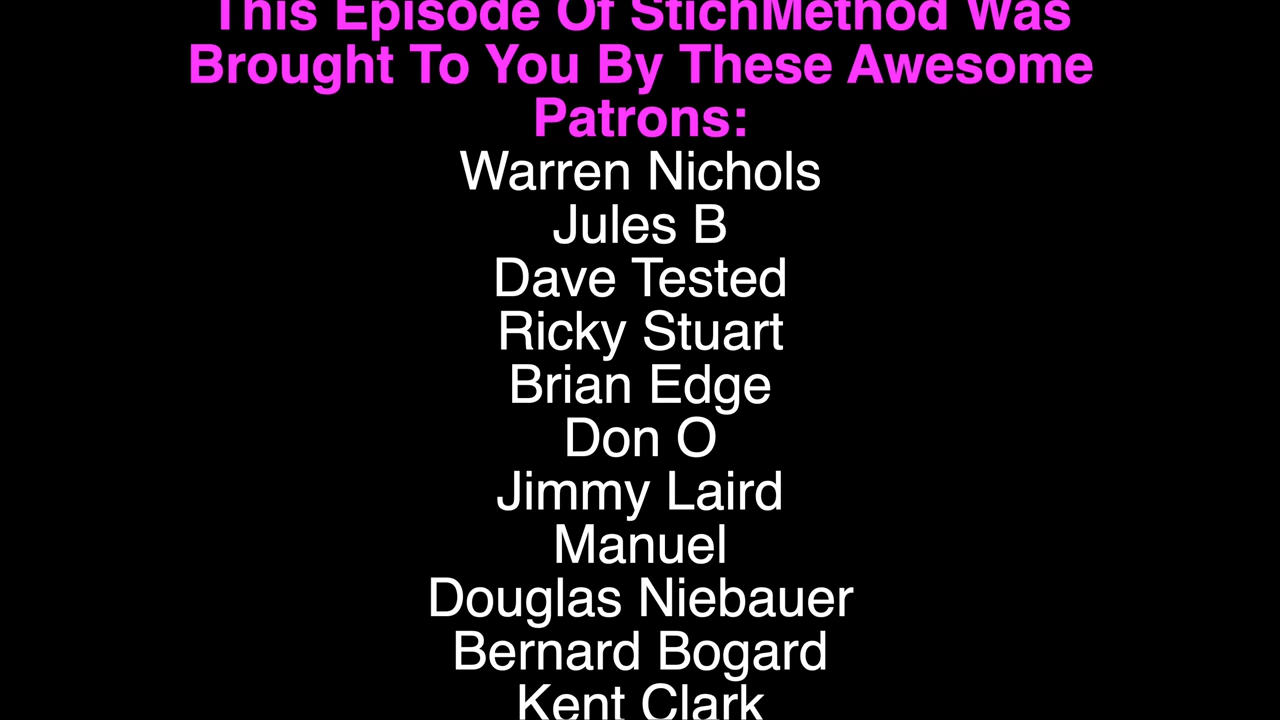 This Episode Of StichMethod Was
Brought To You By These Awesome
Patrons:
Warren Nichols
Jules B
Dave Tested
Ricky Stuart
Brian Edge
Don O
Jimmy Laird
Manuel
Douglas Niebauer
Bernard Bogard
Kent Clark